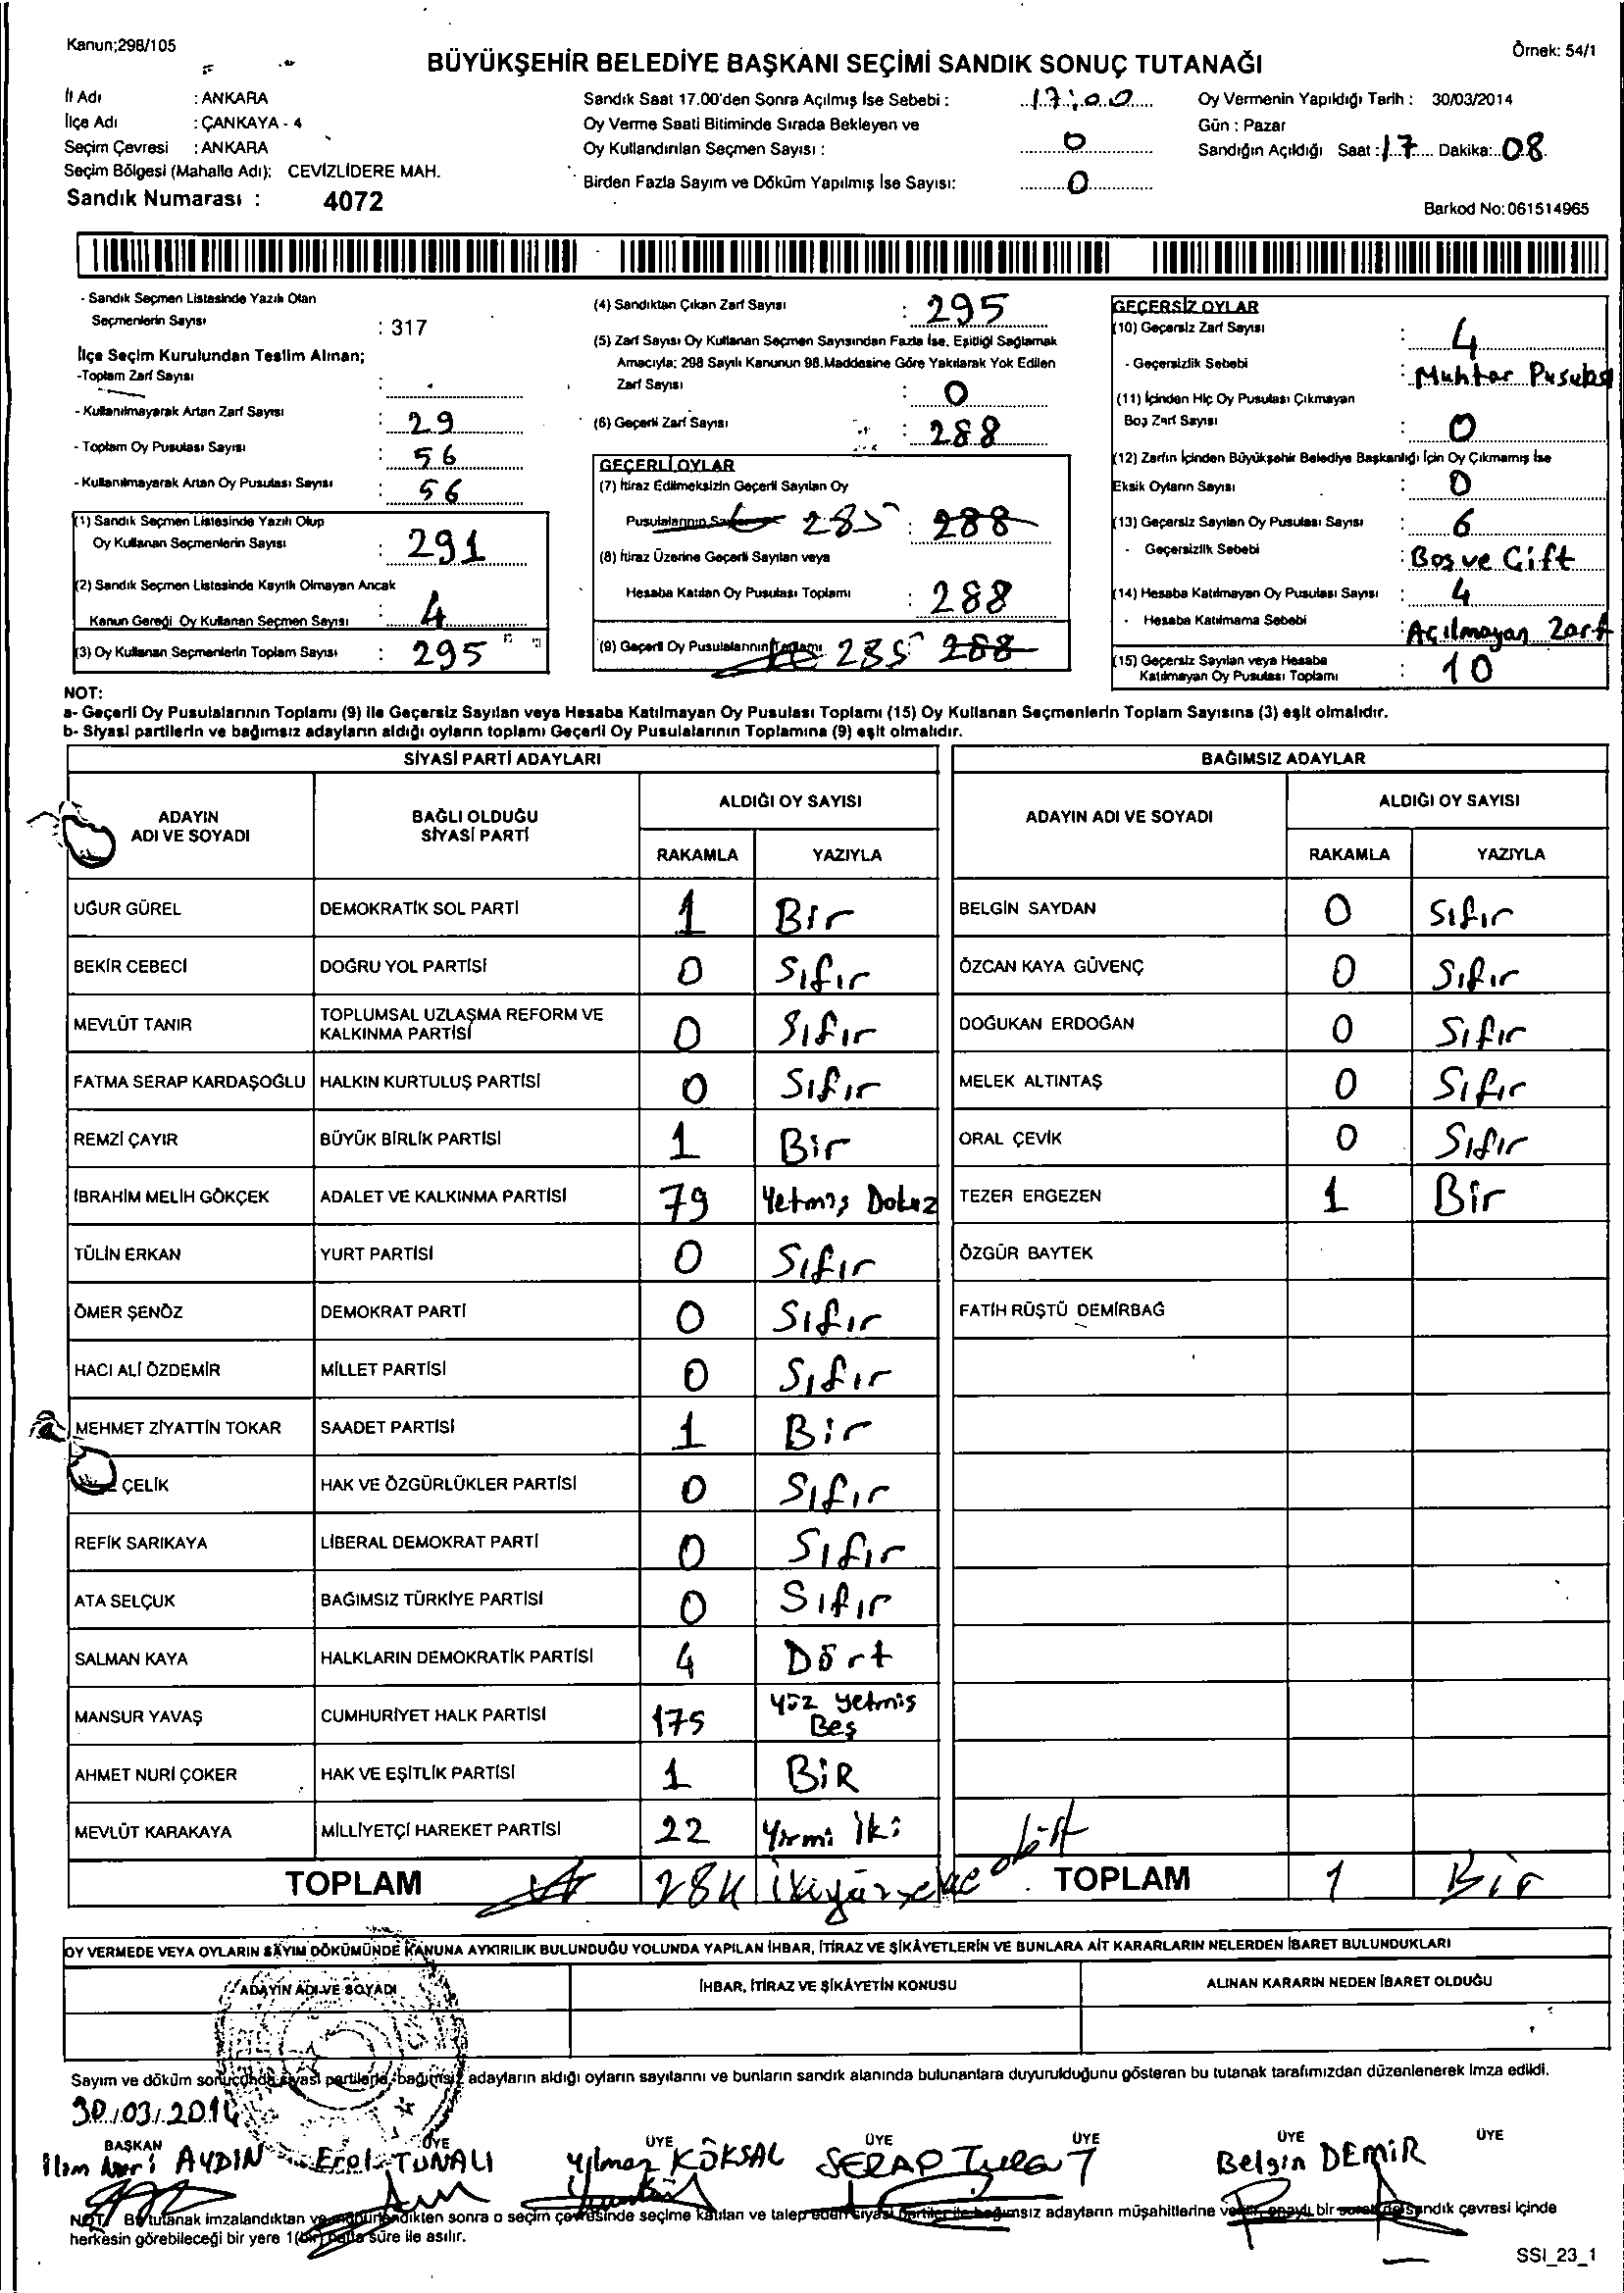 Kanun;298/105
Örnek: 54/1
BÜYÜKŞEHİR BELEDİYE BAŞKANI SEÇİMİ SANDIK SONUÇ TUTANAĞI
İl Adı : ANKARA
İlçe Adı : ÇANKAYA - 4
Seçim Çevresi : ANKARA
Seçim Bölgesi (Mahalle Adı): CEVİZLİDERE MAH.
Sandık Numarası : 4072
Sandık Saat 17.00'den Sonra Açılmış İse Sebebi : 17:00
Oy Verme Saati Bitiminde Sırada Bekleyen ve
Oy Kullandırılan Seçmen Sayısı : 0
Birden Fazla Sayım ve Döküm Yapılmış İse Sayısı: 0
Oy Vermenin Yapıldığı Tarih : 30/03/2014
Gün : Pazar
Sandığın Açıldığı Saat : 17 Dakika: 08
Barkod No:061514965
- Sandık Seçmen Listesinde Yazılı Olan
Seçmenlerin Sayısı : 317
İlçe Seçim Kurulundan Teslim Alınan;
-Toplam Zarf Sayısı :
- Kullanılmayarak Artan Zarf Sayısı : 29
- Toplam Oy Pusulası Sayısı : 56
- Kullanılmayarak Artan Oy Pusulası Sayısı : 56
(1) Sandık Seçmen Listesinde Yazılı Olup
Oy Kullanan Seçmenlerin Sayısı : 291
(2) Sandık Seçmen Listesinde Kayıtlı Olmayan Ancak
Kanun Gereği Oy Kullanan Seçmen Sayısı : 4
(3) Oy Kullanan Seçmenlerin Toplam Sayısı : 295
(4) Sandıktan Çıkan Zarf Sayısı : 295
(5) Zarf Sayısı Oy Kullanan Seçmen Sayısından Fazla İse, Eşitliği Sağlamak
Amacıyla; 298 Sayılı Kanunun 98.Maddesine Göre Yakılarak Yok Edilen
Zarf Sayısı : 0
(6) Geçerli Zarf Sayısı : 288
GEÇERLİ OYLAR
(7) İtiraz Edilmeksizin Geçerli Sayılan Oy
Pusulalarının Sayısı 285 : 288
(8) İtiraz Üzerine Geçerli Sayılan veya
Hesaba Katılan Oy Pusulası Toplamı : 288
(9) Geçerli Oy Pusulalarının Toplamı 285 288
GEÇERSİZ OYLAR
(10) Geçersiz Zarf Sayısı : 4
- Geçersizlik Sebebi : Muhtar Pusulası
(11) İçinden Hiç Oy Pusulası Çıkmayan
Boş Zarf Sayısı : 0
(12) Zarfın İçinden Büyükşehir Belediye Başkanlığı İçin Oy Çıkmamış İse
Eksik Oyların Sayısı : 0
(13) Geçersiz Sayılan Oy Pusulası Sayısı : 6
- Geçersizlik Sebebi : Bos ve Çift
(14) Hesaba Katılmayan Oy Pusulası Sayısı : 4
- Hesaba Katılmama Sebebi : Açılmayan Zarf
(15) Geçersiz Sayılan veya Hesaba
Katılmayan Oy Pusulası Toplamı : 10
NOT:
a- Geçerli Oy Pusulalarının Toplamı (9) ile Geçersiz Sayılan veya Hesaba Katılmayan Oy Pusulası Toplamı (15) Oy Kullanan Seçmenlerin Toplam Sayısına (3) eşit olmalıdır.
b- Siyasi partilerin ve bağımsız adayların aldığı oyların toplamı Geçerli Oy Pusulalarının Toplamına (9) eşit olmalıdır.
SİYASİ PARTİ ADAYLARI BAĞIMSIZ ADAYLAR
ADAYIN ADI VE SOYADI BAĞLI OLDUĞU SİYASİ PARTİ ALDIĞI OY SAYISI ADAYIN ADI VE SOYADI ALDIĞI OY SAYISI
RAKAMLA YAZIYLA RAKAMLA YAZIYLA
UĞUR GÜREL DEMOKRATİK SOL PARTİ 1 Bir BELGİN SAYDAN 0 Sıfır
BEKİR CEBECİ DOĞRU YOL PARTİSİ 0 Sıfır ÖZCAN KAYA GÜVENÇ 0 Sıfır
MEVLÜT TANIR TOPLUMSAL UZLAŞMA REFORM VE KALKINMA PARTİSİ 0 Sıfır DOĞUKAN ERDOĞAN 0 Sıfır
FATMA SERAP KARDAŞOĞLU HALKIN KURTULUŞ PARTİSİ 0 Sıfır MELEK ALTINTAŞ 0 Sıfır
REMZİ ÇAYIR BÜYÜK BİRLİK PARTİSİ 1 Bir ORAL ÇEVİK 0 Sıfır
İBRAHİM MELİH GÖKÇEK ADALET VE KALKINMA PARTİSİ 79 Yetmiş Dokuz TEZER ERGEZEN 1 Bir
TÜLİN ERKAN YURT PARTİSİ 0 Sıfır ÖZGÜR BAYTEK
ÖMER ŞENÖZ DEMOKRAT PARTİ 0 Sıfır FATİH RÜŞTÜ DEMİRBAĞ
HACI ALİ ÖZDEMİR MİLLET PARTİSİ 0 Sıfır
MEHMET ZİYATTİN TOKAR SAADET PARTİSİ 1 Bir
ÇELİK HAK VE ÖZGÜRLÜKLER PARTİSİ 0 Sıfır
REFİK SARIKAYA LİBERAL DEMOKRAT PARTİ 0 Sıfır
ATA SELÇUK BAĞIMSIZ TÜRKİYE PARTİSİ 0 Sıfır
SALMAN KAYA HALKLARIN DEMOKRATİK PARTİSİ 4 Dört
MANSUR YAVAŞ CUMHURİYET HALK PARTİSİ 175 Yüz yetmiş Beş
AHMET NURİ ÇOKER HAK VE EŞİTLİK PARTİSİ 1 BİR
MEVLÜT KARAKAYA MİLLİYETÇİ HAREKET PARTİSİ 22 Yirmi İki
TOPLAM 284 TOPLAM 1 Bir
OY VERMEDE VEYA OYLARIN SAYIM DÖKÜMÜNDE KANUNA AYKIRILIK BULUNDUĞU YOLUNDA YAPILAN İHBAR, İTİRAZ VE ŞİKÂYETLERİN VE BUNLARA AİT KARARLARIN NELERDEN İBARET BULUNDUKLARI
ADAYIN ADI VE SOYADI İHBAR, İTİRAZ VE ŞİKÂYETİN KONUSU ALINAN KARARIN NEDEN İBARET OLDUĞU
Sayım ve döküm sonucunda siyasi partilerle, bağımsız adayların aldığı oyların sayılarını ve bunların sandık alanında bulunanlara duyurulduğunu gösteren bu tutanak tarafımızdan düzenlenerek imza edildi.
30/03/2014
BAŞKAN ÜYE ÜYE ÜYE ÜYE ÜYE ÜYE
AYDIN Erol TUNALI Yılmaz KÖKSAL SERAP Belgin DEMİR
NOT: Bu tutanak imzalandıktan ve mühürlendikten sonra o seçim çevresinde seçime katılan ve talep eden siyasi partiler ile bağımsız adayların müşahitlerine verilir, onaylı bir sureti de sandık çevresi içinde
herkesin görebileceği bir yere 1(bir) hafta süre ile asılır.
SSI_23_1